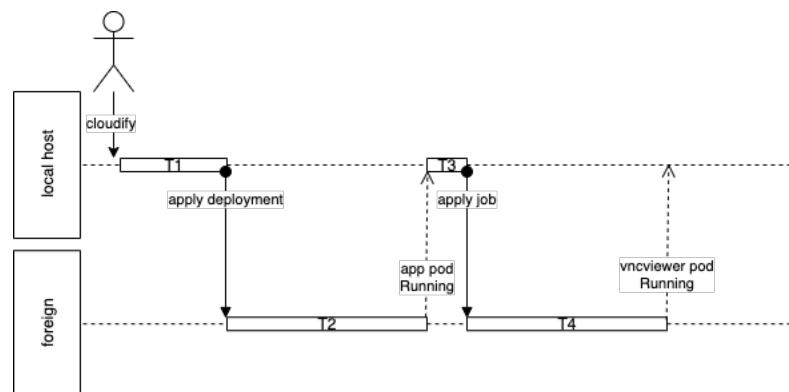 cloudify
local host
T1
T3
apply deployment
apply job
app pod
Running
vncviewer pod
Running
foreign
T2
T4